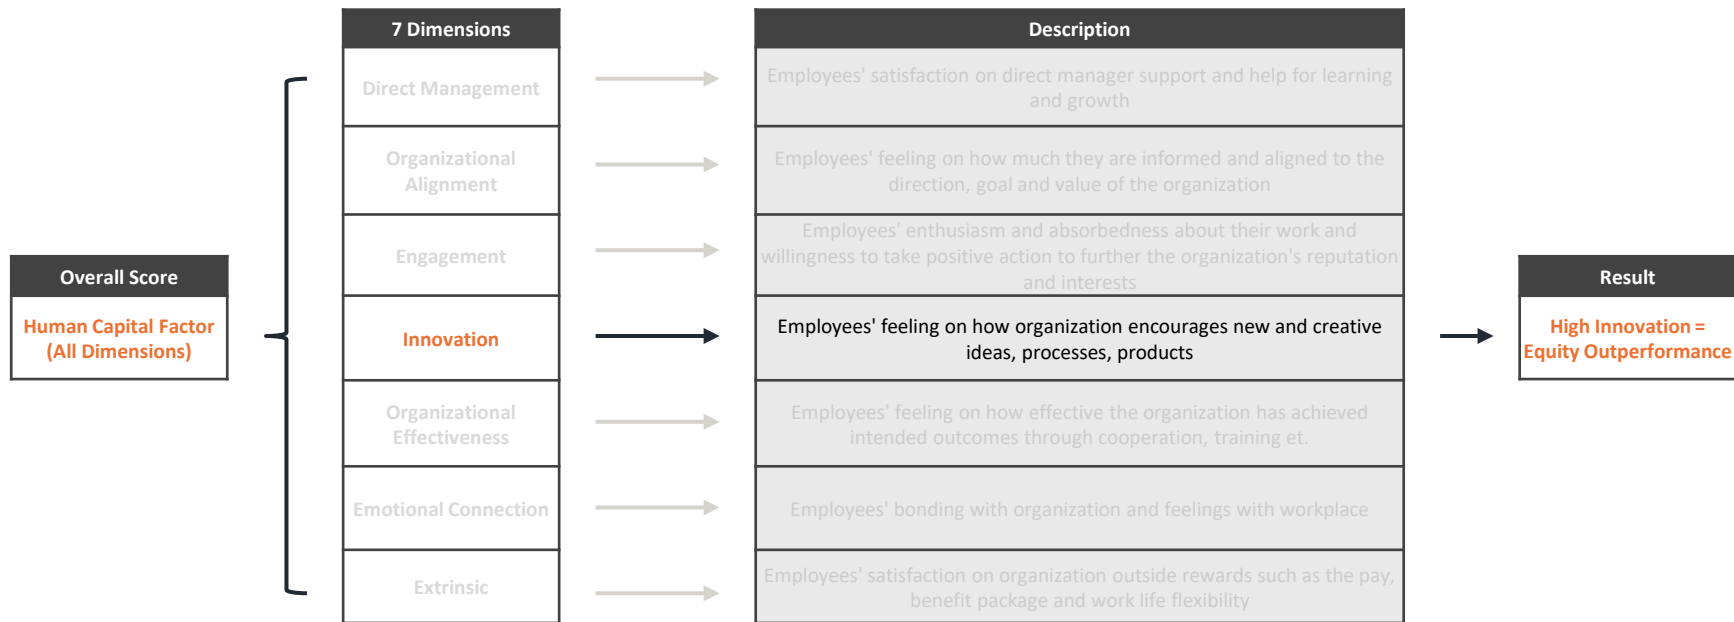 Overall Score
Human Capital Factor
(All Dimensions)
7 Dimensions
Description
Direct Management
Employees' satisfaction on direct manager support and help for learning
and growth
Organizational
Alignment
Employees' feeling on how much they are informed and aligned to the
direction, goal and value of the organization
Engagement
Employees' enthusiasm and absorbedness about their work and
willingness to take positive action to further the organization's reputation
and interests
Innovation
Employees' feeling on how organization encourages new and creative
ideas, processes, products
Organizational
Effectiveness
Employees' feeling on how effective the organization has achieved
intended outcomes through cooperation, training et.
Emotional Connection
Employees' bonding with organization and feelings with workplace
Extrinsic
Employees' satisfaction on organization outside rewards such as the pay,
benefit package and work life flexibility
Result
High Innovation =
Equity Outperformance